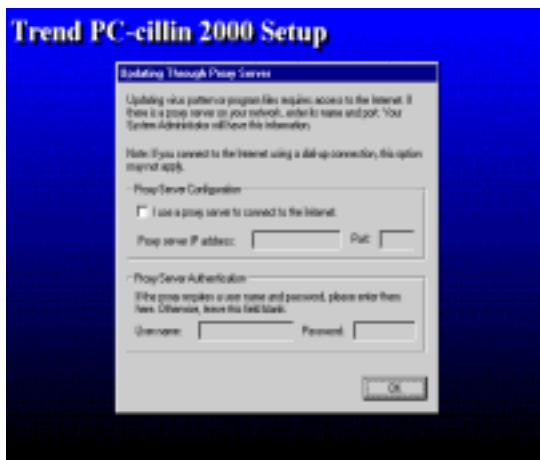 Trend PC-cillin 2000 Setup
Updating Through Proxy Server
Updating virus pattern or program files requires access to the Internet. If
there is a proxy server on your network, enter its name and port. Your
System Administrator will have this information.
Note: If you connect to the Internet using a dial-up connection, this option
may not apply.
Proxy Server Configuration
I use a proxy server to connect to the Internet.
Proxy server IP address: Port:
Proxy Server Authentication
If the proxy requires a user name and password, please enter them
here. Otherwise, leave this field blank.
User name: Password:
OK